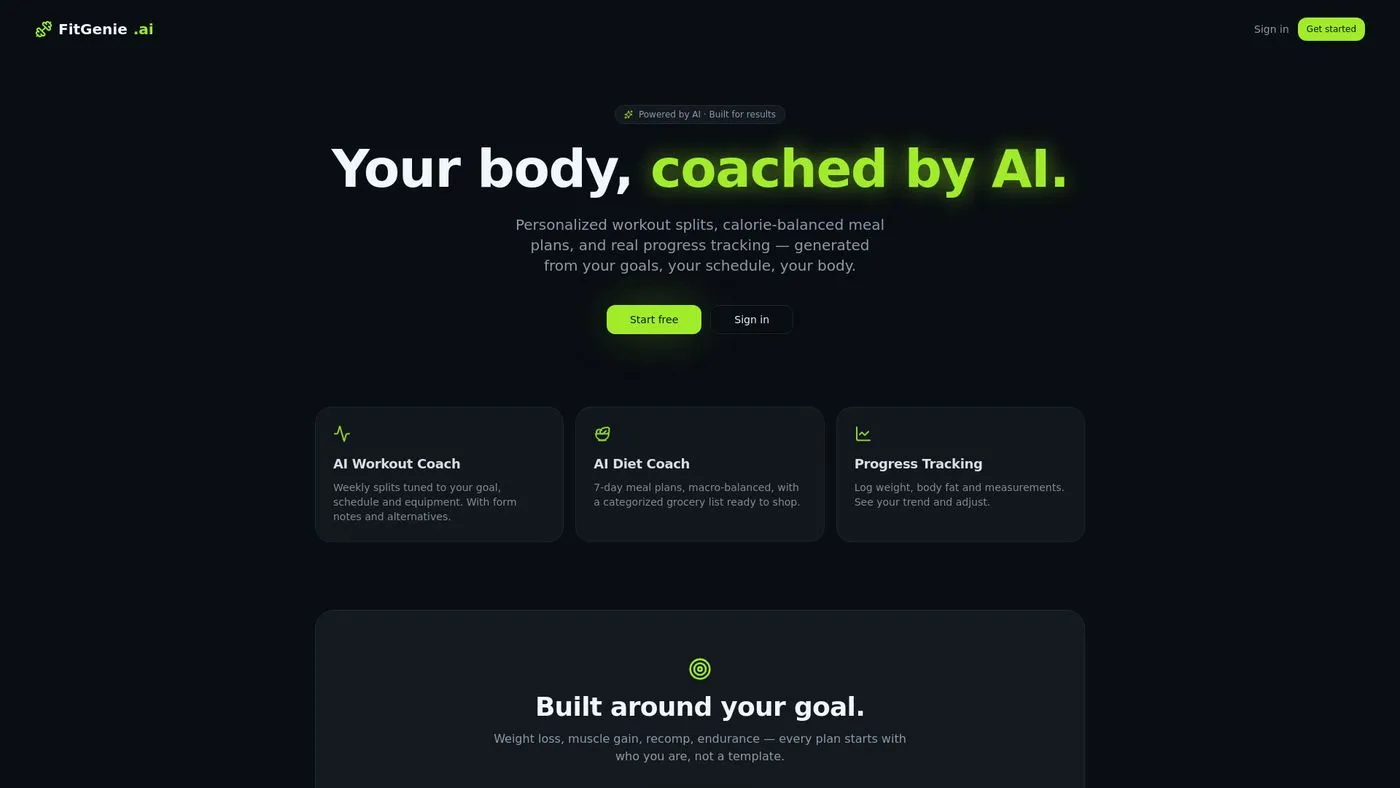 FitGenie .ai
Sign in
Get started
Powered by AI · Built for results
Your body, coached by AI.
Personalized workout splits, calorie-balanced meal
plans, and real progress tracking — generated
from your goals, your schedule, your body.
Start free
Sign in
AI Workout Coach
Weekly splits tuned to your goal,
schedule and equipment. With form
notes and alternatives.
AI Diet Coach
7-day meal plans, macro-balanced, with
a categorized grocery list ready to shop.
Progress Tracking
Log weight, body fat and measurements.
See your trend and adjust.
Built around your goal.
Weight loss, muscle gain, recomp, endurance — every plan starts with
who you are, not a template.